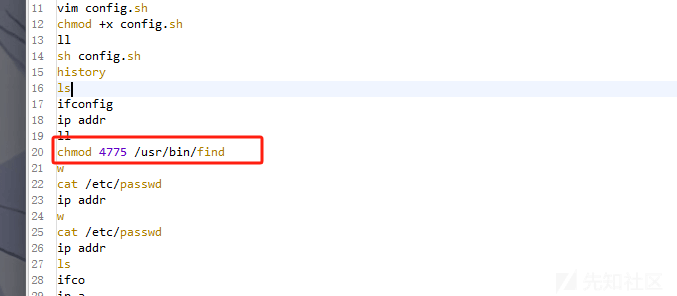 11 vim config.sh
12 chmod +x config.sh
13 ll
14 sh config.sh
15 history
16 ls
17 ifconfig
18 ip addr
19 ll
20 chmod 4775 /usr/bin/find
21 w
22 cat /etc/passwd
23 ip addr
24 w
25 cat /etc/passwd
26 ip addr
27 ls
28 ifco
29 ip a
先知社区